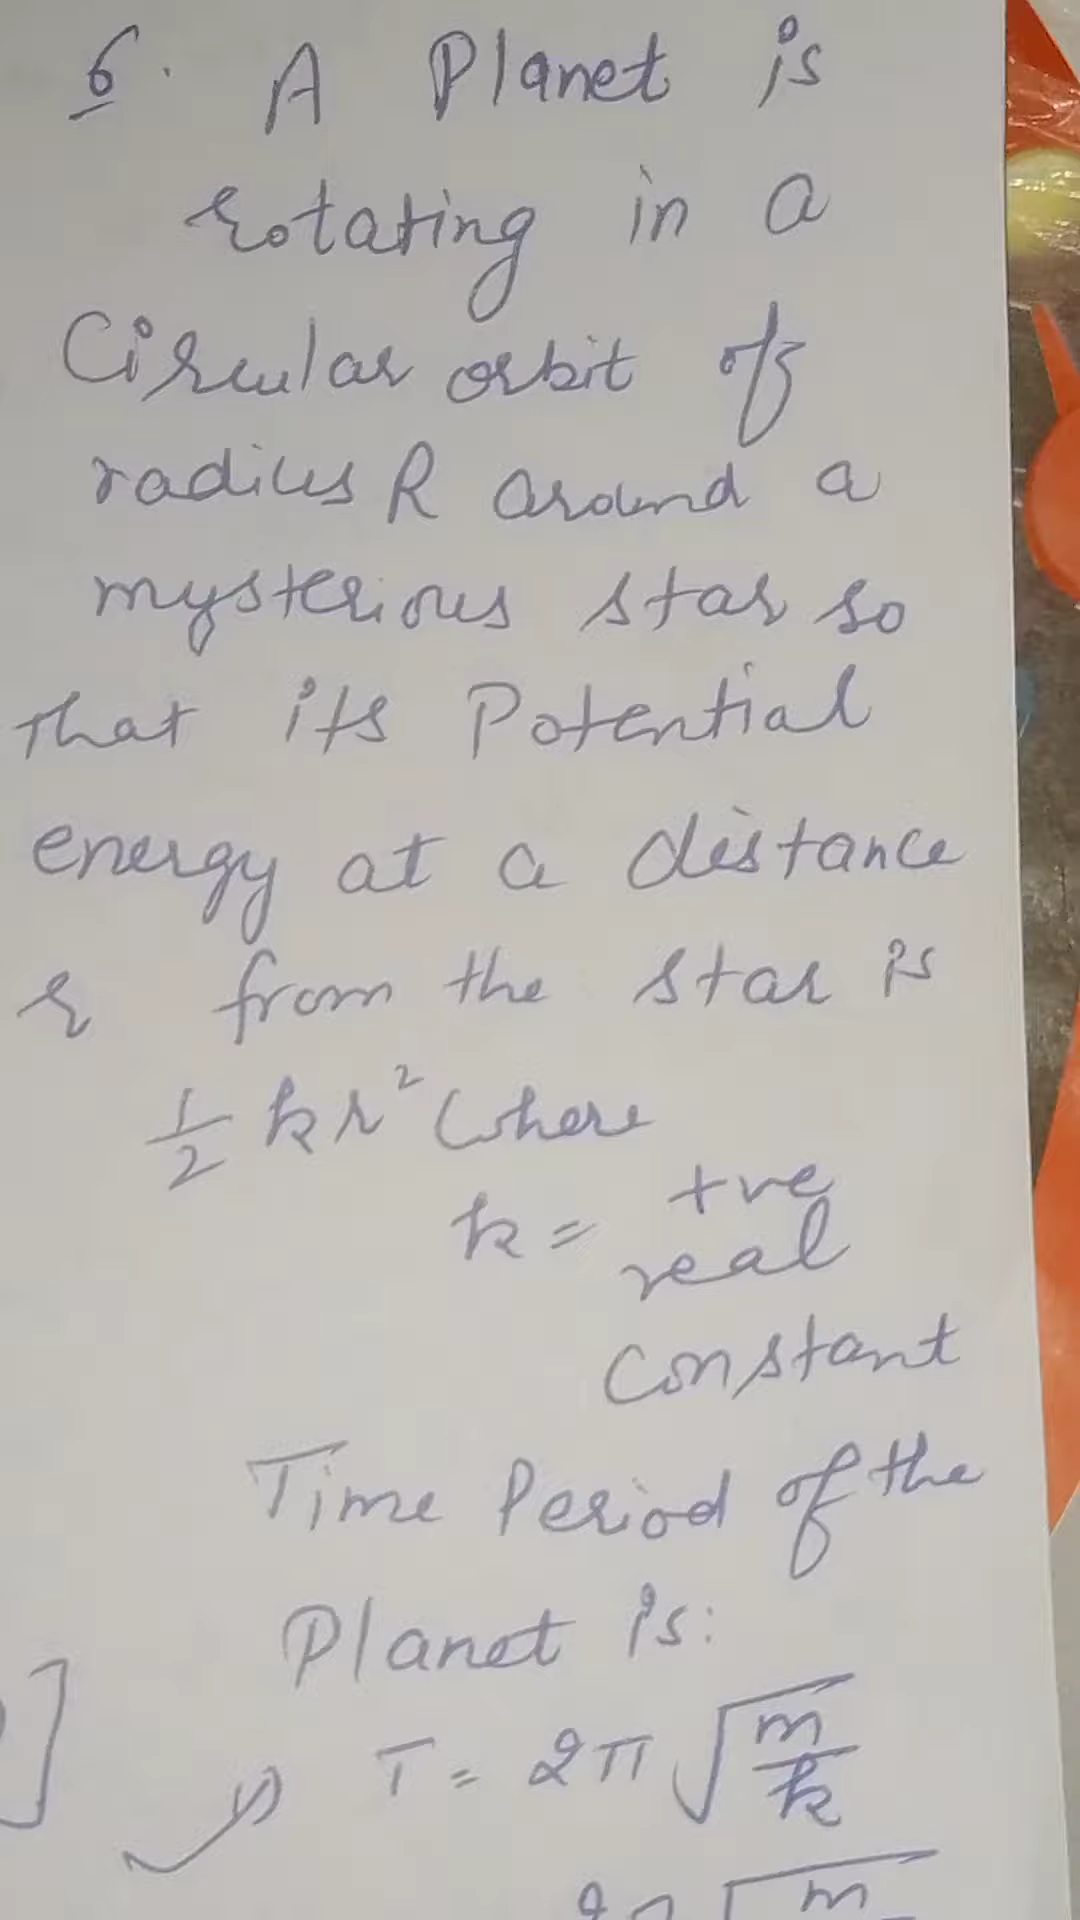 6. A Planet is
rotating in a
Circular orbit of
radius R around a
mysterious star so
that its Potential
energy at a distance
r from the star is
1/2 kr² where
k = +ve
real
constant
Time Period of the
Planet is:
] 1) T = 2π √(m/k)
m